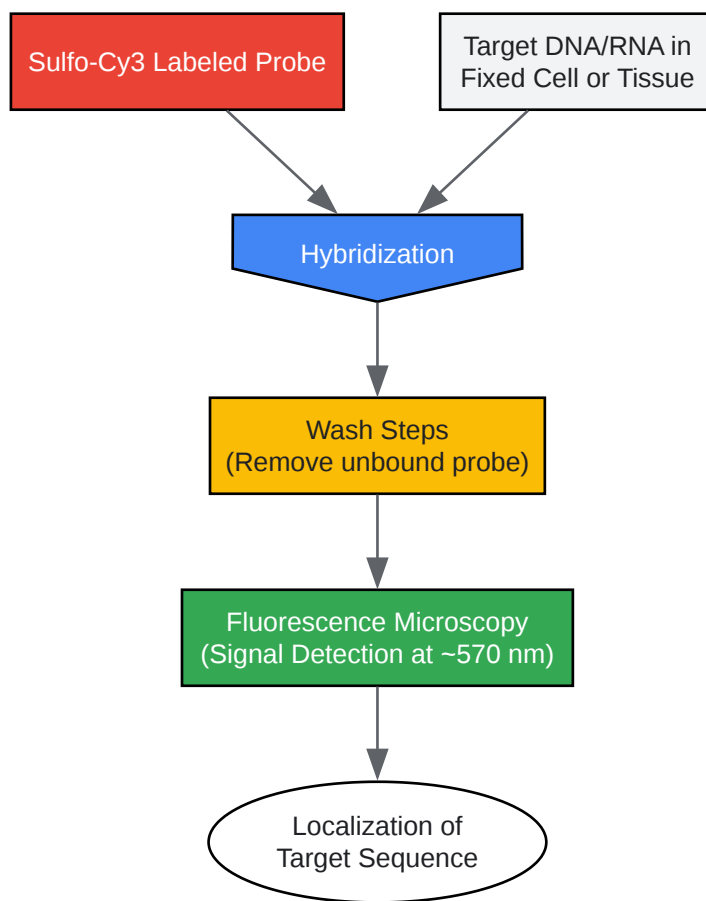 Sulfo-Cy3 Labeled Probe
Target DNA/RNA in
Fixed Cell or Tissue
Hybridization
Wash Steps
(Remove unbound probe)
Fluorescence Microscopy
(Signal Detection at ~570 nm)
Localization of
Target Sequence